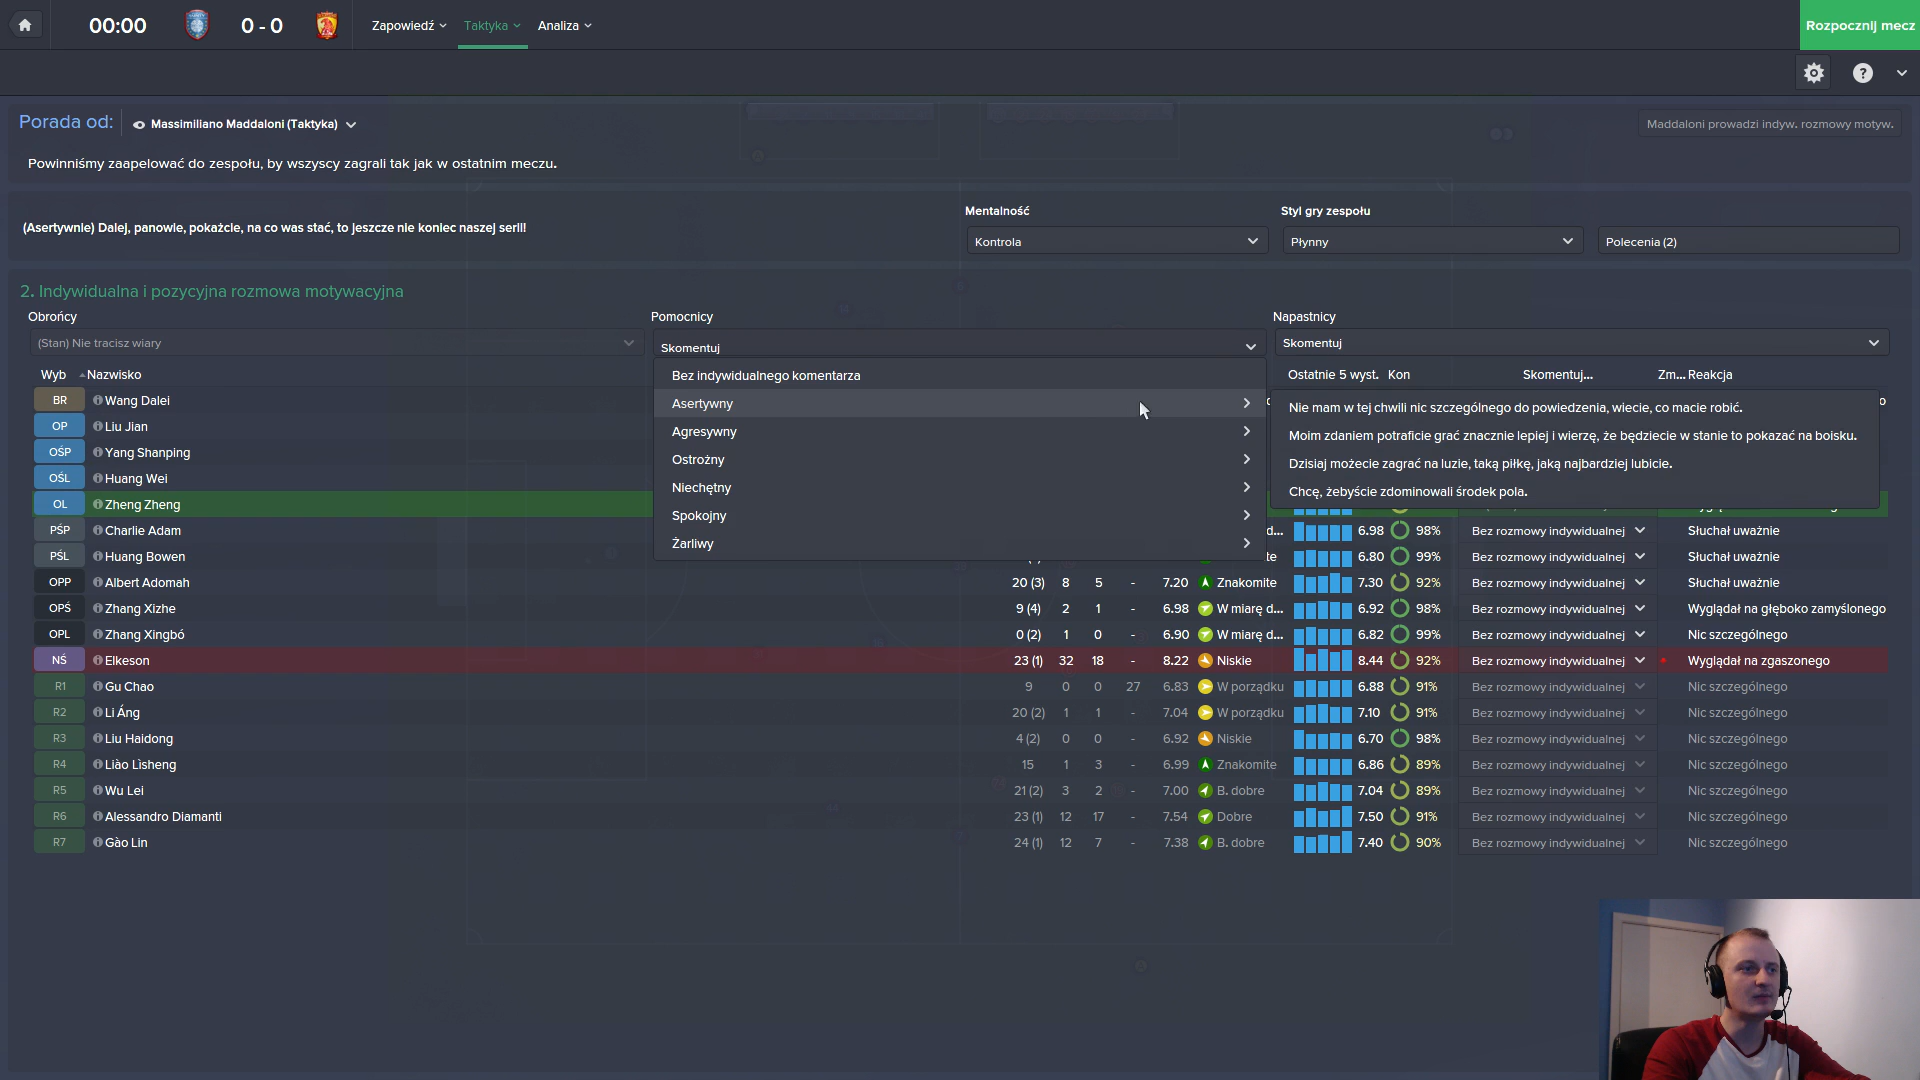 00:00
0 - 0
Zapowiedź
Taktyka
Analiza
Rozpocznij mecz
Porada od:
Massimiliano Maddaloni (Taktyka)
Maddaloni prowadzi indyw. rozmowy motyw.
Powinniśmy zaapelować do zespołu, by wszyscy zagrali tak jak w ostatnim meczu.
Mentalność
Styl gry zespołu
(Asertywnie) Dalej, panowie, pokażcie, na co was stać, to jeszcze nie koniec naszej serii!
Kontrola
Płynny
Polecenia (2)
2. Indywidualna i pozycyjna rozmowa motywacyjna
Obrońcy
Pomocnicy
Napastnicy
(Stan) Nie tracisz wiary
Skomentuj
Skomentuj
Bez indywidualnego komentarza
Asertywny
Agresywny
Ostrożny
Niechętny
Spokojny
Żarliwy
Nie mam w tej chwili nic szczególnego do powiedzenia, wiecie, co macie robić.
Moim zdaniem potraficie grać znacznie lepiej i wierzę, że będziecie w stanie to pokazać na boisku.
Dzisiaj możecie zagrać na luzie, taką piłkę, jaką najbardziej lubicie.
Chcę, żebyście zdominowali środek pola.
Wyb Nazwisko Ostatnie 5 wyst. Kon Skomentuj... Zm... Reakcja
BR Wang Dalei
OP Liu Jian
OŚP Yang Shanping
OŚL Huang Wei
OL Zheng Zheng
PŚP Charlie Adam d... 6.98 98% Bez rozmowy indywidualnej Słuchał uważnie
PŚL Huang Bowen te 6.80 99% Bez rozmowy indywidualnej Słuchał uważnie
OPP Albert Adomah 20 (3) 8 5 - 7.20 Znakomite 7.30 92% Bez rozmowy indywidualnej Słuchał uważnie
OPŚ Zhang Xizhe 9 (4) 2 1 - 6.98 W miarę d... 6.92 98% Bez rozmowy indywidualnej Wyglądał na głęboko zamyślonego
OPL Zhang Xingbó 0 (2) 1 0 - 6.90 W miarę d... 6.82 99% Bez rozmowy indywidualnej Nic szczególnego
NŚ Elkeson 23 (1) 32 18 - 8.22 Niskie 8.44 92% Bez rozmowy indywidualnej Wyglądał na zgaszonego
R1 Gu Chao 9 0 0 27 6.83 W porządku 6.88 91% Bez rozmowy indywidualnej Nic szczególnego
R2 Li Áng 20 (2) 1 1 - 7.04 W porządku 7.10 91% Bez rozmowy indywidualnej Nic szczególnego
R3 Liu Haidong 4 (2) 0 0 - 6.92 Niskie 6.70 98% Bez rozmowy indywidualnej Nic szczególnego
R4 Liào Lìsheng 15 1 3 - 6.99 Znakomite 6.86 89% Bez rozmowy indywidualnej Nic szczególnego
R5 Wu Lei 21 (2) 3 2 - 7.00 B. dobre 7.04 89% Bez rozmowy indywidualnej Nic szczególnego
R6 Alessandro Diamanti 23 (1) 12 17 - 7.54 Dobre 7.50 91% Bez rozmowy indywidualnej Nic szczególnego
R7 Gào Lin 24 (1) 12 7 - 7.38 B. dobre 7.40 90% Bez rozmowy indywidualnej Nic szczególnego